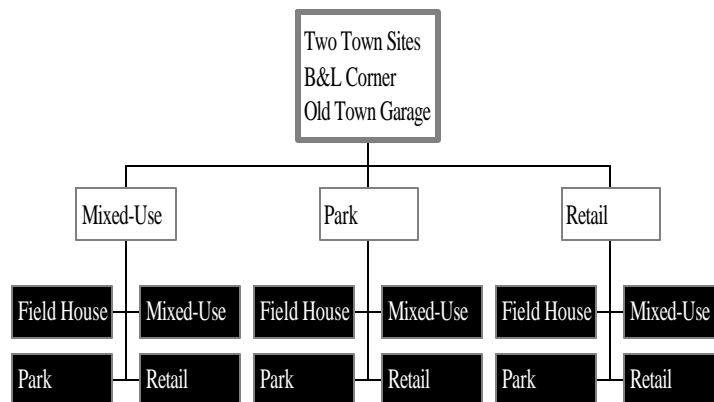 Two Town Sites
B&L Corner
Old Town Garage
Mixed-Use
Park
Retail
Field House
Mixed-Use
Field House
Mixed-Use
Field House
Mixed-Use
Park
Retail
Park
Retail
Park
Retail